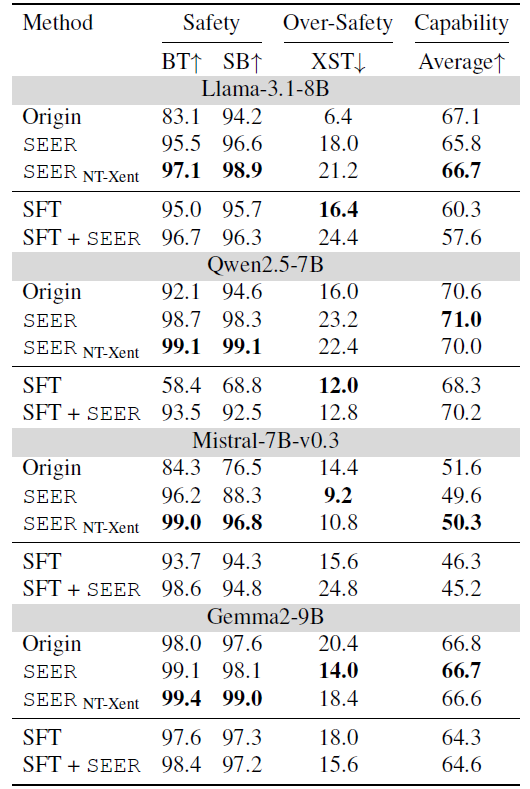 Method Safety Over-Safety Capability
BT↑ SB↑ XST↓ Average↑
Llama-3.1-8B
Origin 83.1 94.2 6.4 67.1
SEER 95.5 96.6 18.0 65.8
SEER NT-Xent 97.1 98.9 21.2 66.7
SFT 95.0 95.7 16.4 60.3
SFT + SEER 96.7 96.3 24.4 57.6
Qwen2.5-7B
Origin 92.1 94.6 16.0 70.6
SEER 98.7 98.3 23.2 71.0
SEER NT-Xent 99.1 99.1 22.4 70.0
SFT 58.4 68.8 12.0 68.3
SFT + SEER 93.5 92.5 12.8 70.2
Mistral-7B-v0.3
Origin 84.3 76.5 14.4 51.6
SEER 96.2 88.3 9.2 49.6
SEER NT-Xent 99.0 96.8 10.8 50.3
SFT 93.7 94.3 15.6 46.3
SFT + SEER 98.6 94.8 24.8 45.2
Gemma2-9B
Origin 98.0 97.6 20.4 66.8
SEER 99.1 98.1 14.0 66.7
SEER NT-Xent 99.4 99.0 18.4 66.6
SFT 97.6 97.3 18.0 64.3
SFT + SEER 98.4 97.2 15.6 64.6